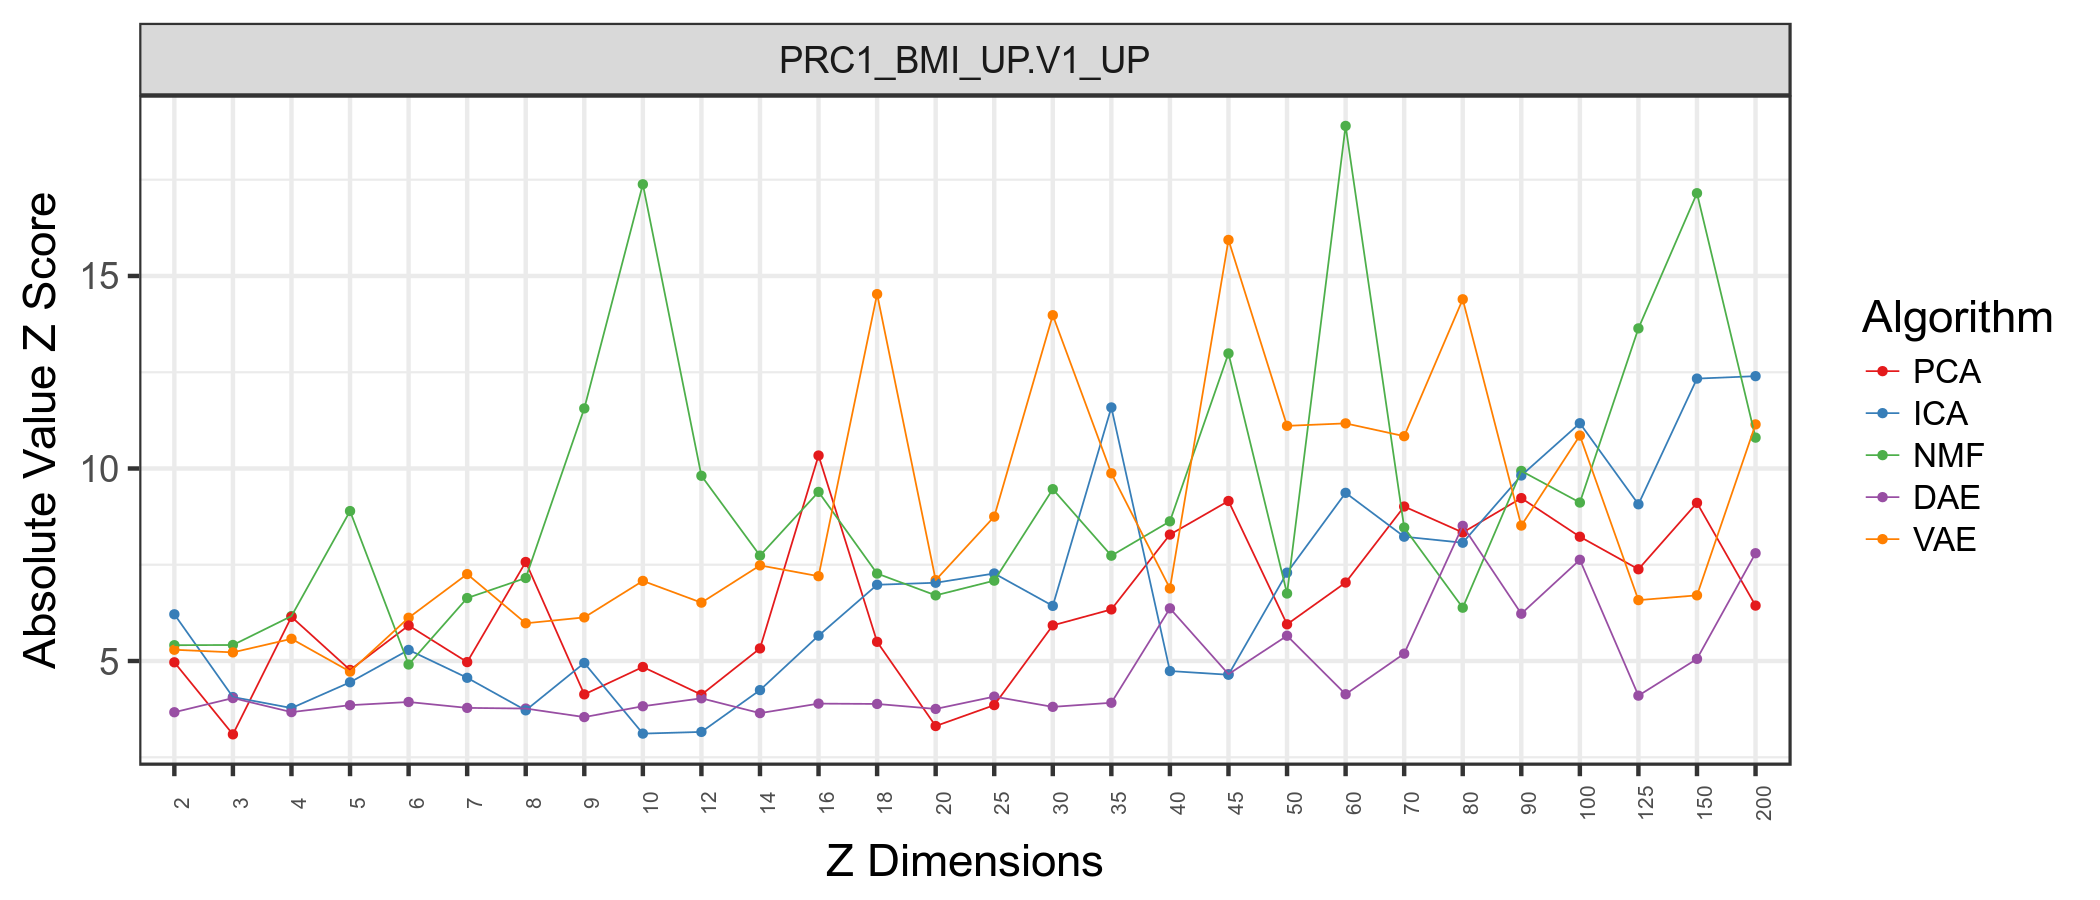 PRC1_BMI_UP.V1_UP
Absolute Value Z Score
15
10
5
2 3 4 5 6 7 8 9 10 12 14 16 18 20 25 30 35 40 45 50 60 70 80 90 100 125 150 200
Z Dimensions
Algorithm
PCA
ICA
NMF
DAE
VAE